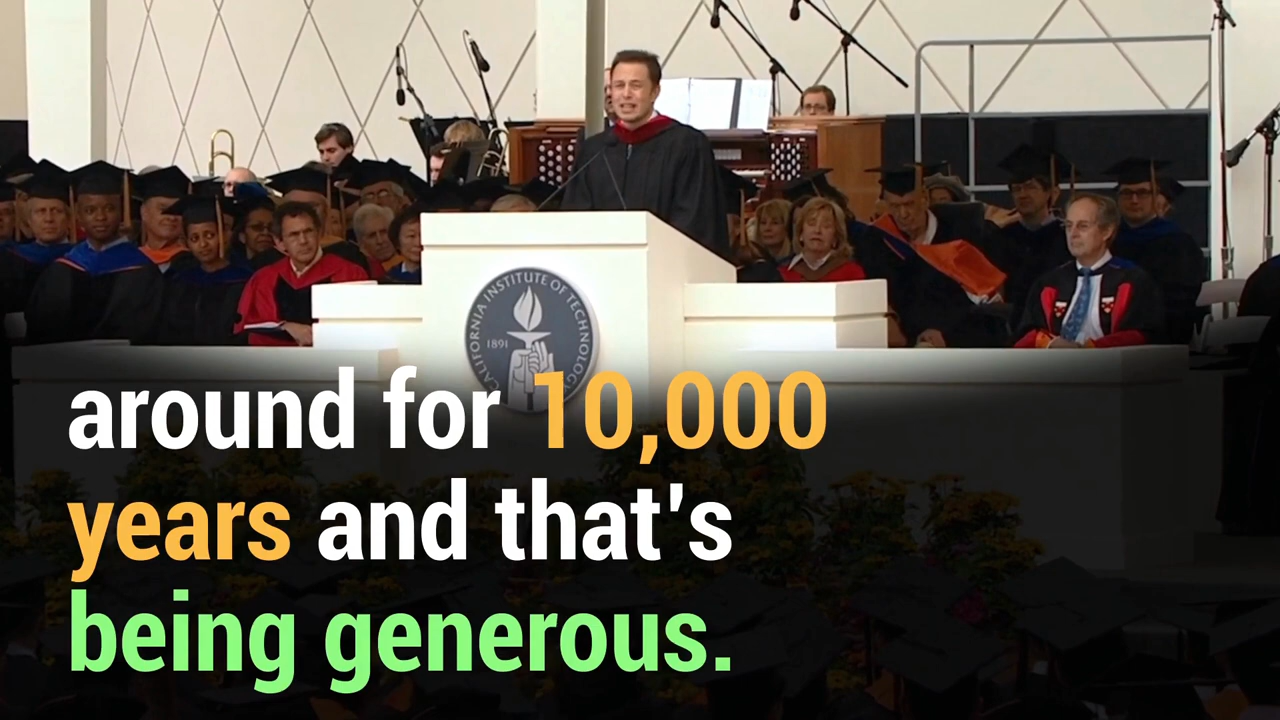 CALIFORNIA INSTITUTE OF TECHNOLOGY
1891
around for 10,000
years and that's
being generous.